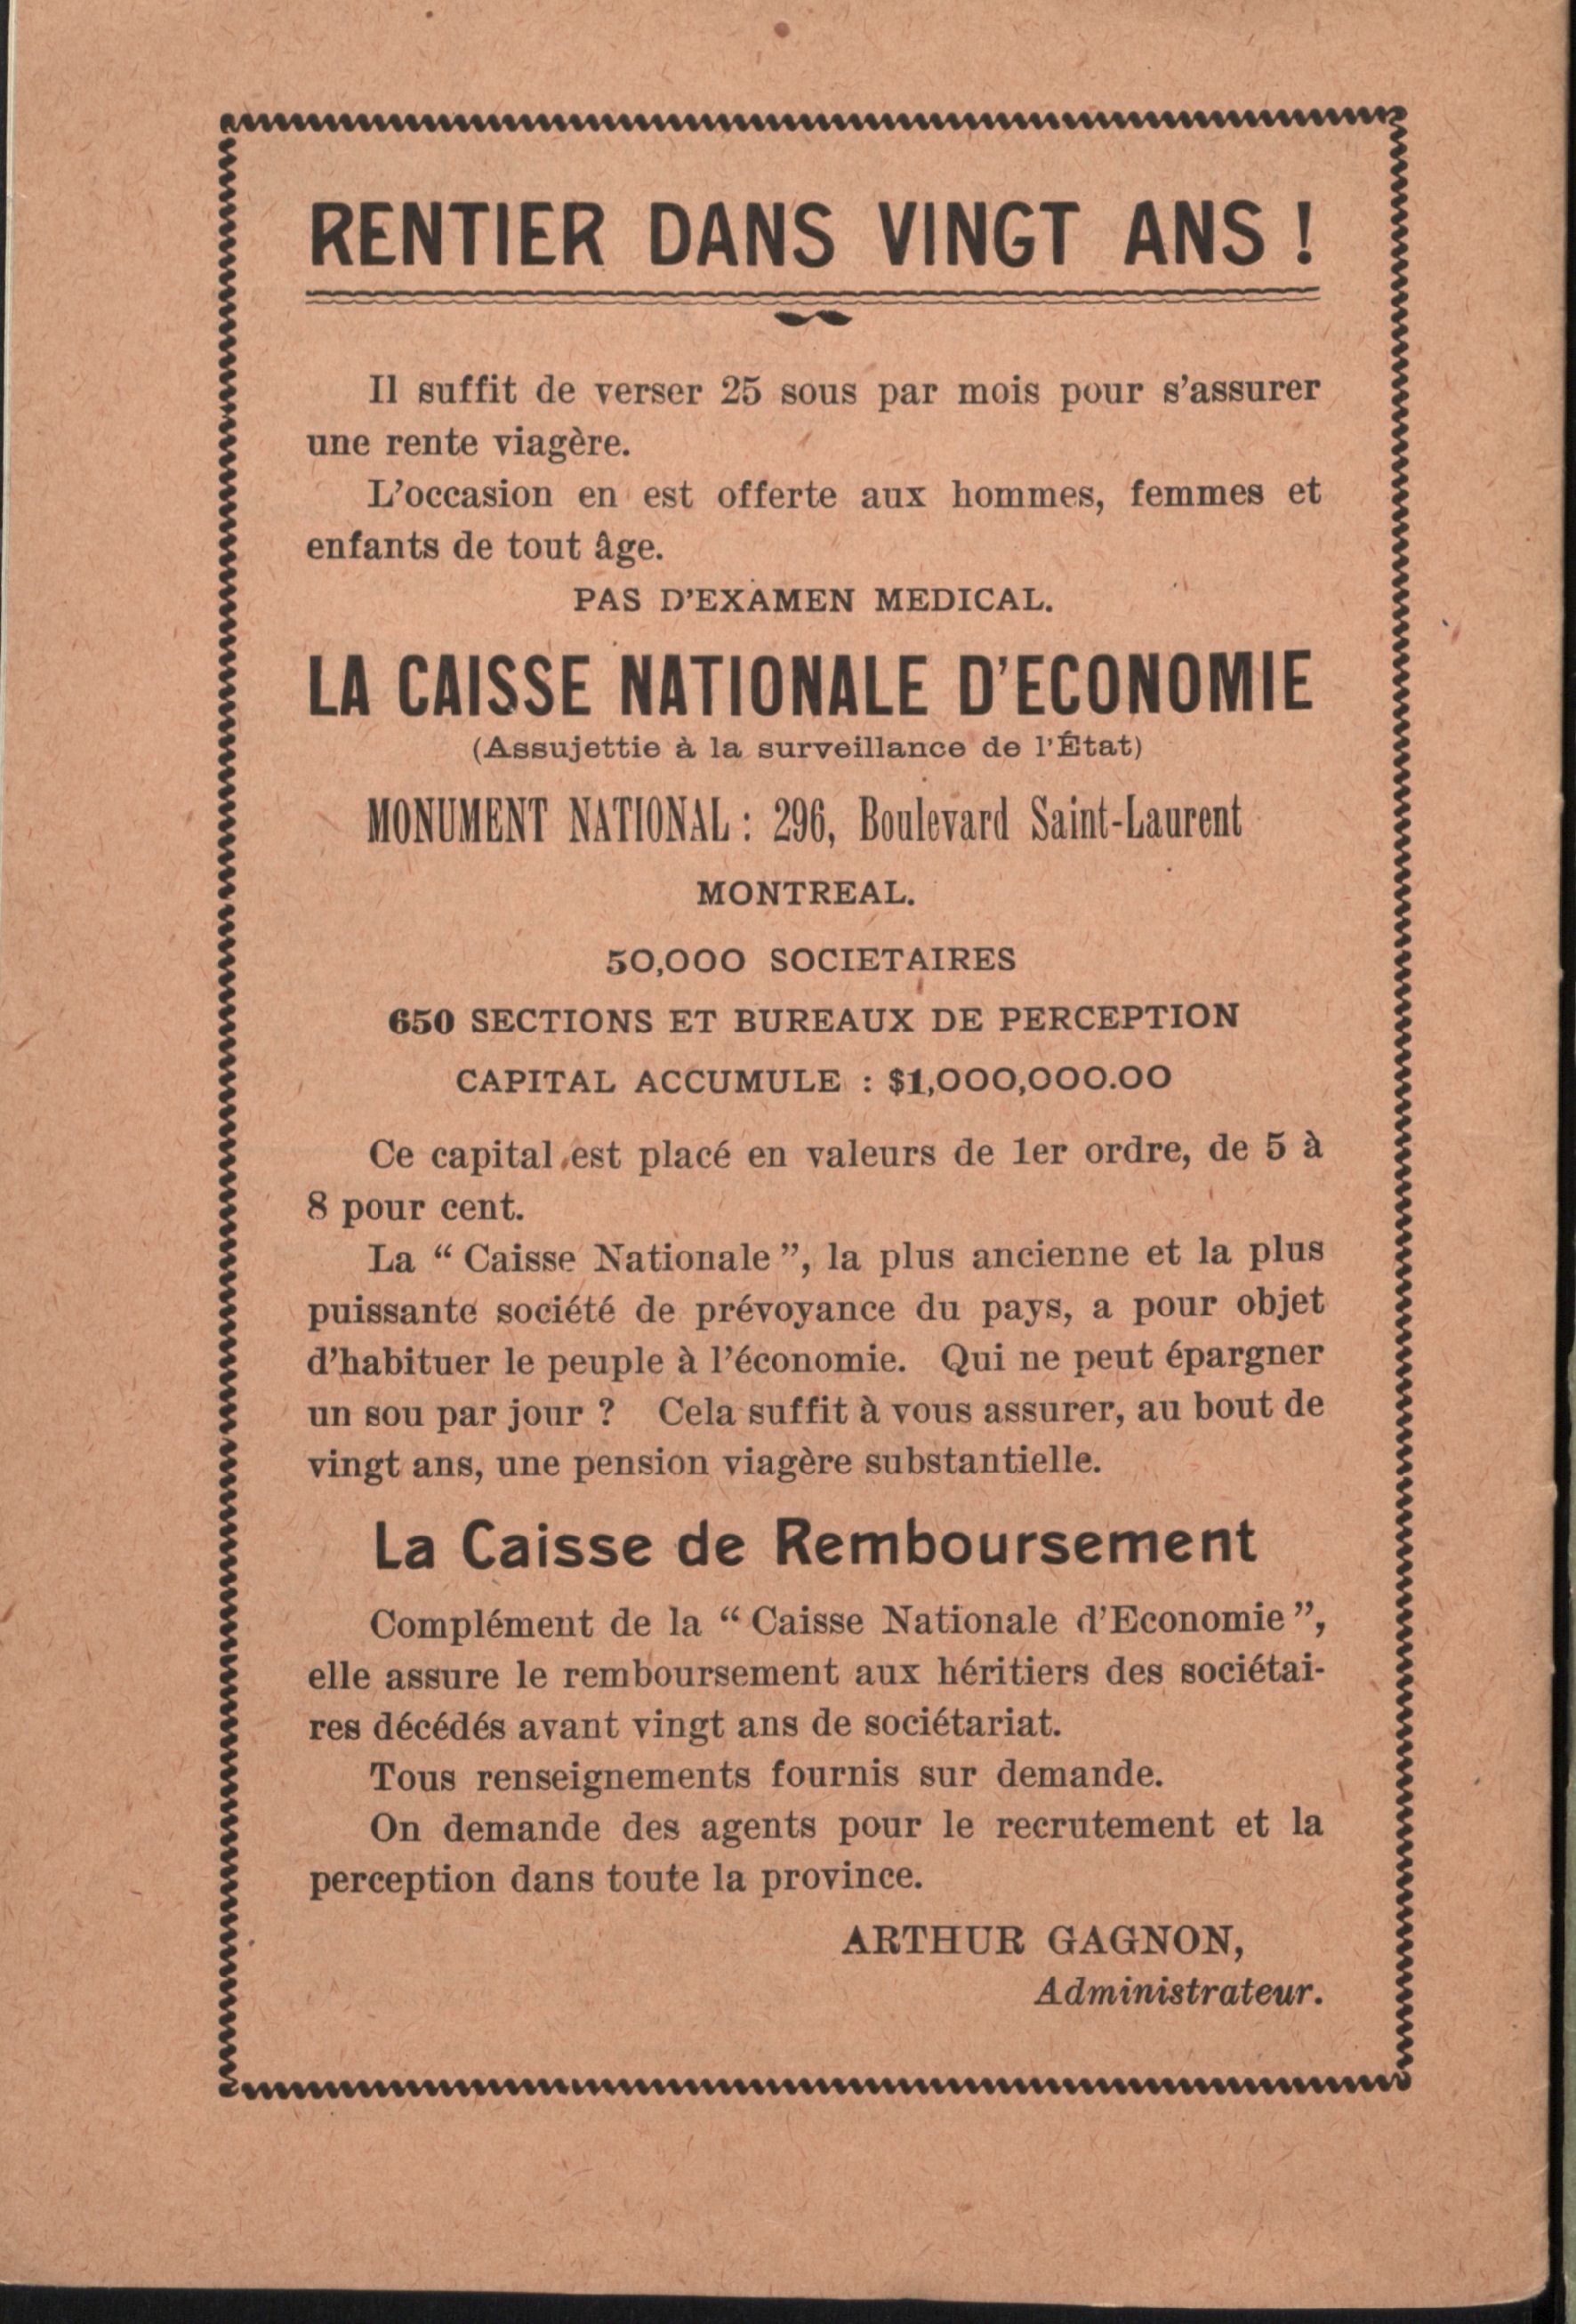 RENTIER DANS VINGT ANS !
Il suffit de verser 25 sous par mois pour s'assurer
une rente viagère.
L'occasion en est offerte aux hommes, femmes et
enfants de tout âge.
PAS D'EXAMEN MEDICAL.
LA CAISSE NATIONALE D'ECONOMIE
(Assujettie à la surveillance de l'État)
MONUMENT NATIONAL : 296, Boulevard Saint-Laurent
MONTREAL.
50,000 SOCIETAIRES
650 SECTIONS ET BUREAUX DE PERCEPTION
CAPITAL ACCUMULE : $1,000,000.00
Ce capital est placé en valeurs de 1er ordre, de 5 à
8 pour cent.
La “ Caisse Nationale ”, la plus ancienne et la plus
puissante société de prévoyance du pays, a pour objet
d'habituer le peuple à l'économie. Qui ne peut épargner
un sou par jour ? Cela suffit à vous assurer, au bout de
vingt ans, une pension viagère substantielle.
La Caisse de Remboursement
Complément de la “ Caisse Nationale d'Economie ”,
elle assure le remboursement aux héritiers des sociétai-
res décédés avant vingt ans de sociétariat.
Tous renseignements fournis sur demande.
On demande des agents pour le recrutement et la
perception dans toute la province.
ARTHUR GAGNON,
Administrateur.